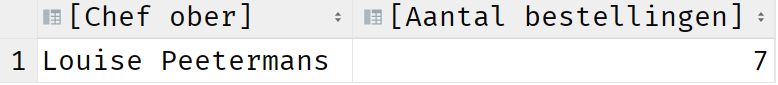 [Chef ober] [Aantal bestellingen]
1 Louise Peetermans 7